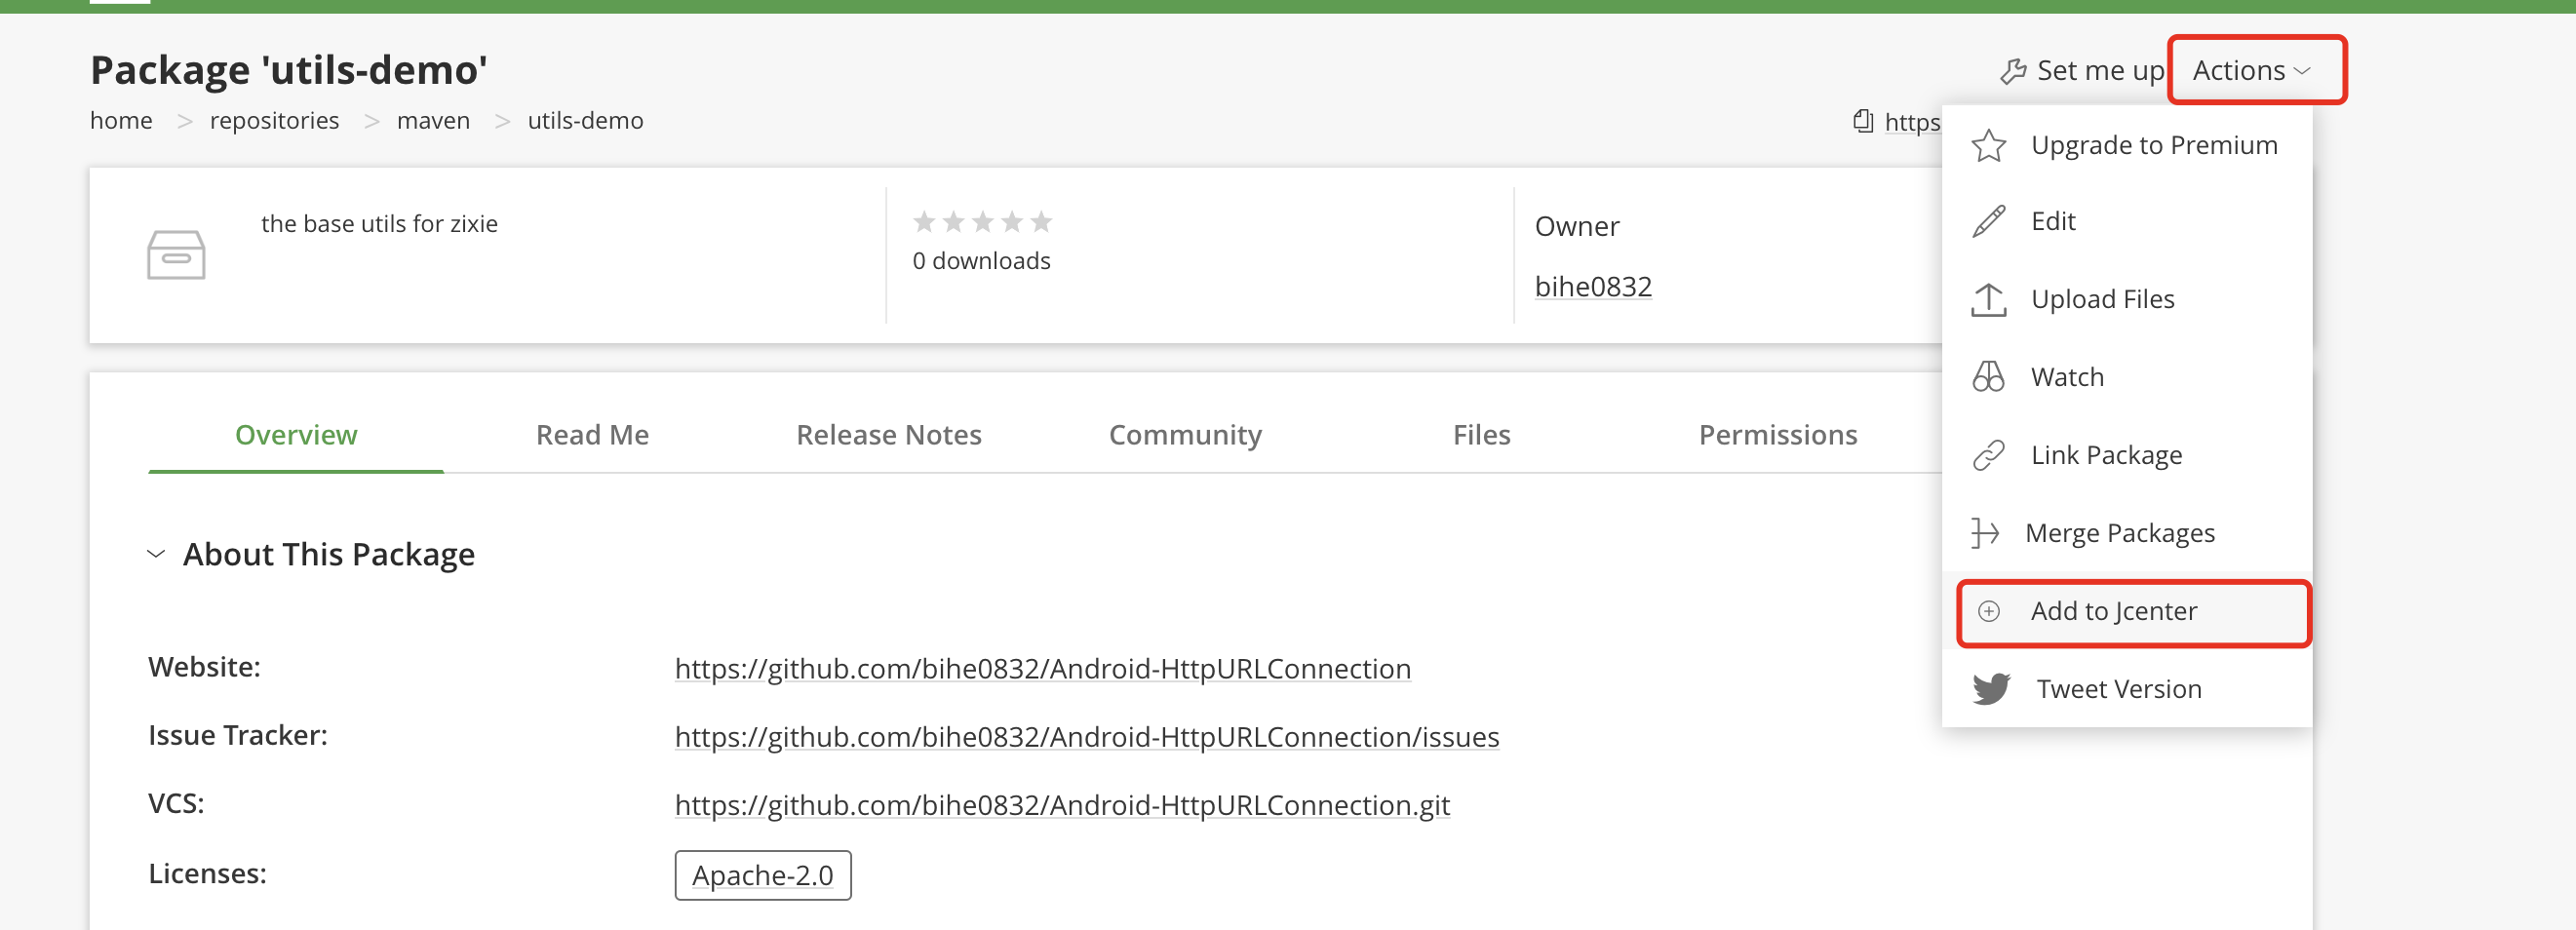 Package 'utils-demo'
Set me up
Actions
home > repositories > maven > utils-demo
https
Upgrade to Premium
Edit
Upload Files
Watch
Link Package
Merge Packages
Add to Jcenter
Tweet Version
the base utils for zixie
0 downloads
Owner
bihe0832
Overview
Read Me
Release Notes
Community
Files
Permissions
About This Package
Website: https://github.com/bihe0832/Android-HttpURLConnection
Issue Tracker: https://github.com/bihe0832/Android-HttpURLConnection/issues
VCS: https://github.com/bihe0832/Android-HttpURLConnection.git
Licenses: Apache-2.0